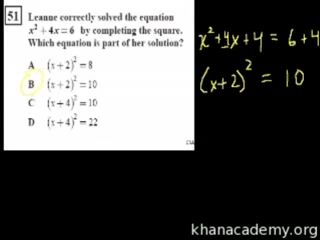 51 Leanne correctly solved the equation
x² + 4x = 6 by completing the square.
Which equation is part of her solution?
A (x + 2)² = 8
B (x + 2)² = 10
C (x + 4)² = 10
D (x + 4)² = 22
x² + 4x + 4 = 6 + 4
(x + 2)² = 10
khanacademy.org